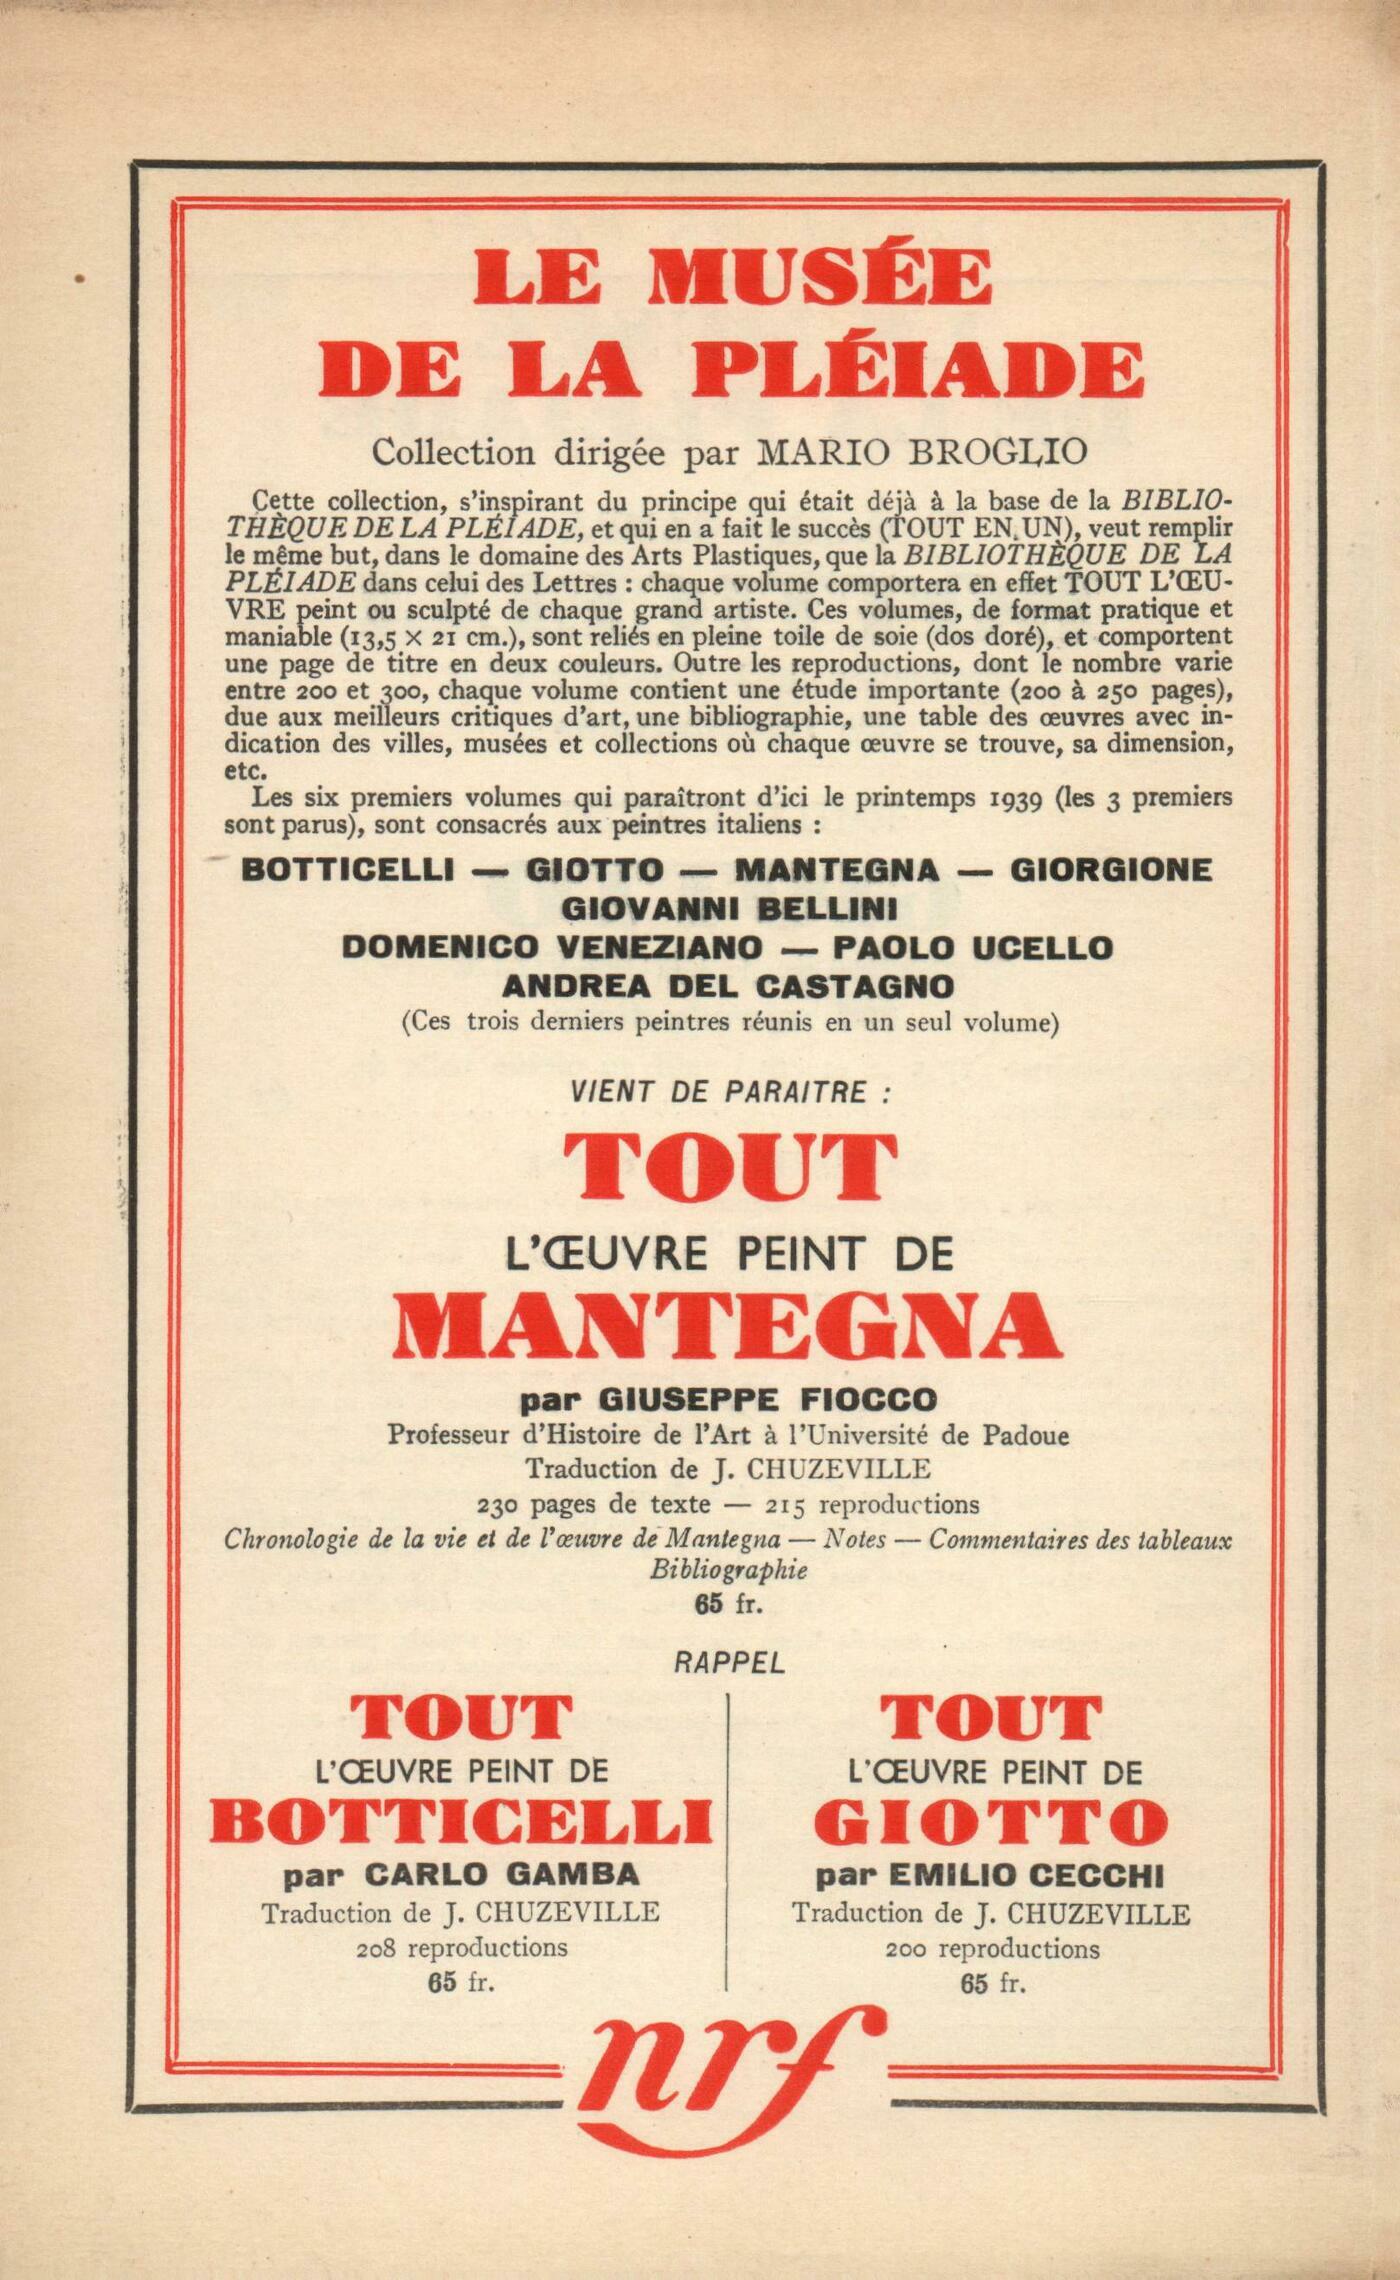 LE MUSÉE
DE LA PLÉIADE
Collection dirigée par MARIO BROGLIO
Cette collection, s'inspirant du principe qui était déjà à la base de la BIBLIO-
THÈQUE DE LA PLÉIADE, et qui en a fait le succès (TOUT EN UN), veut remplir
le même but, dans le domaine des Arts Plastiques, que la BIBLIOTHÈQUE DE LA
PLÉIADE dans celui des Lettres : chaque volume comportera en effet TOUT L'ŒU-
VRE peint ou sculpté de chaque grand artiste. Ces volumes, de format pratique et
maniable (13,5 × 21 cm.), sont reliés en pleine toile de soie (dos doré), et comportent
une page de titre en deux couleurs. Outre les reproductions, dont le nombre varie
entre 200 et 300, chaque volume contient une étude importante (200 à 250 pages),
due aux meilleurs critiques d'art, une bibliographie, une table des œuvres avec in-
dication des villes, musées et collections où chaque œuvre se trouve, sa dimension,
etc.
Les six premiers volumes qui paraîtront d'ici le printemps 1939 (les 3 premiers
sont parus), sont consacrés aux peintres italiens :
BOTTICELLI — GIOTTO — MANTEGNA — GIORGIONE
GIOVANNI BELLINI
DOMENICO VENEZIANO — PAOLO UCELLO
ANDREA DEL CASTAGNO
(Ces trois derniers peintres réunis en un seul volume)
VIENT DE PARAITRE :
TOUT
L'ŒUVRE PEINT DE
MANTEGNA
par GIUSEPPE FIOCCO
Professeur d'Histoire de l'Art à l'Université de Padoue
Traduction de J. CHUZEVILLE
230 pages de texte — 215 reproductions
Chronologie de la vie et de l'œuvre de Mantegna — Notes — Commentaires des tableaux
Bibliographie
65 fr.
RAPPEL
TOUT
L'ŒUVRE PEINT DE
BOTTICELLI
par CARLO GAMBA
Traduction de J. CHUZEVILLE
208 reproductions
65 fr.
TOUT
L'ŒUVRE PEINT DE
GIOTTO
par EMILIO CECCHI
Traduction de J. CHUZEVILLE
200 reproductions
65 fr.
nrf